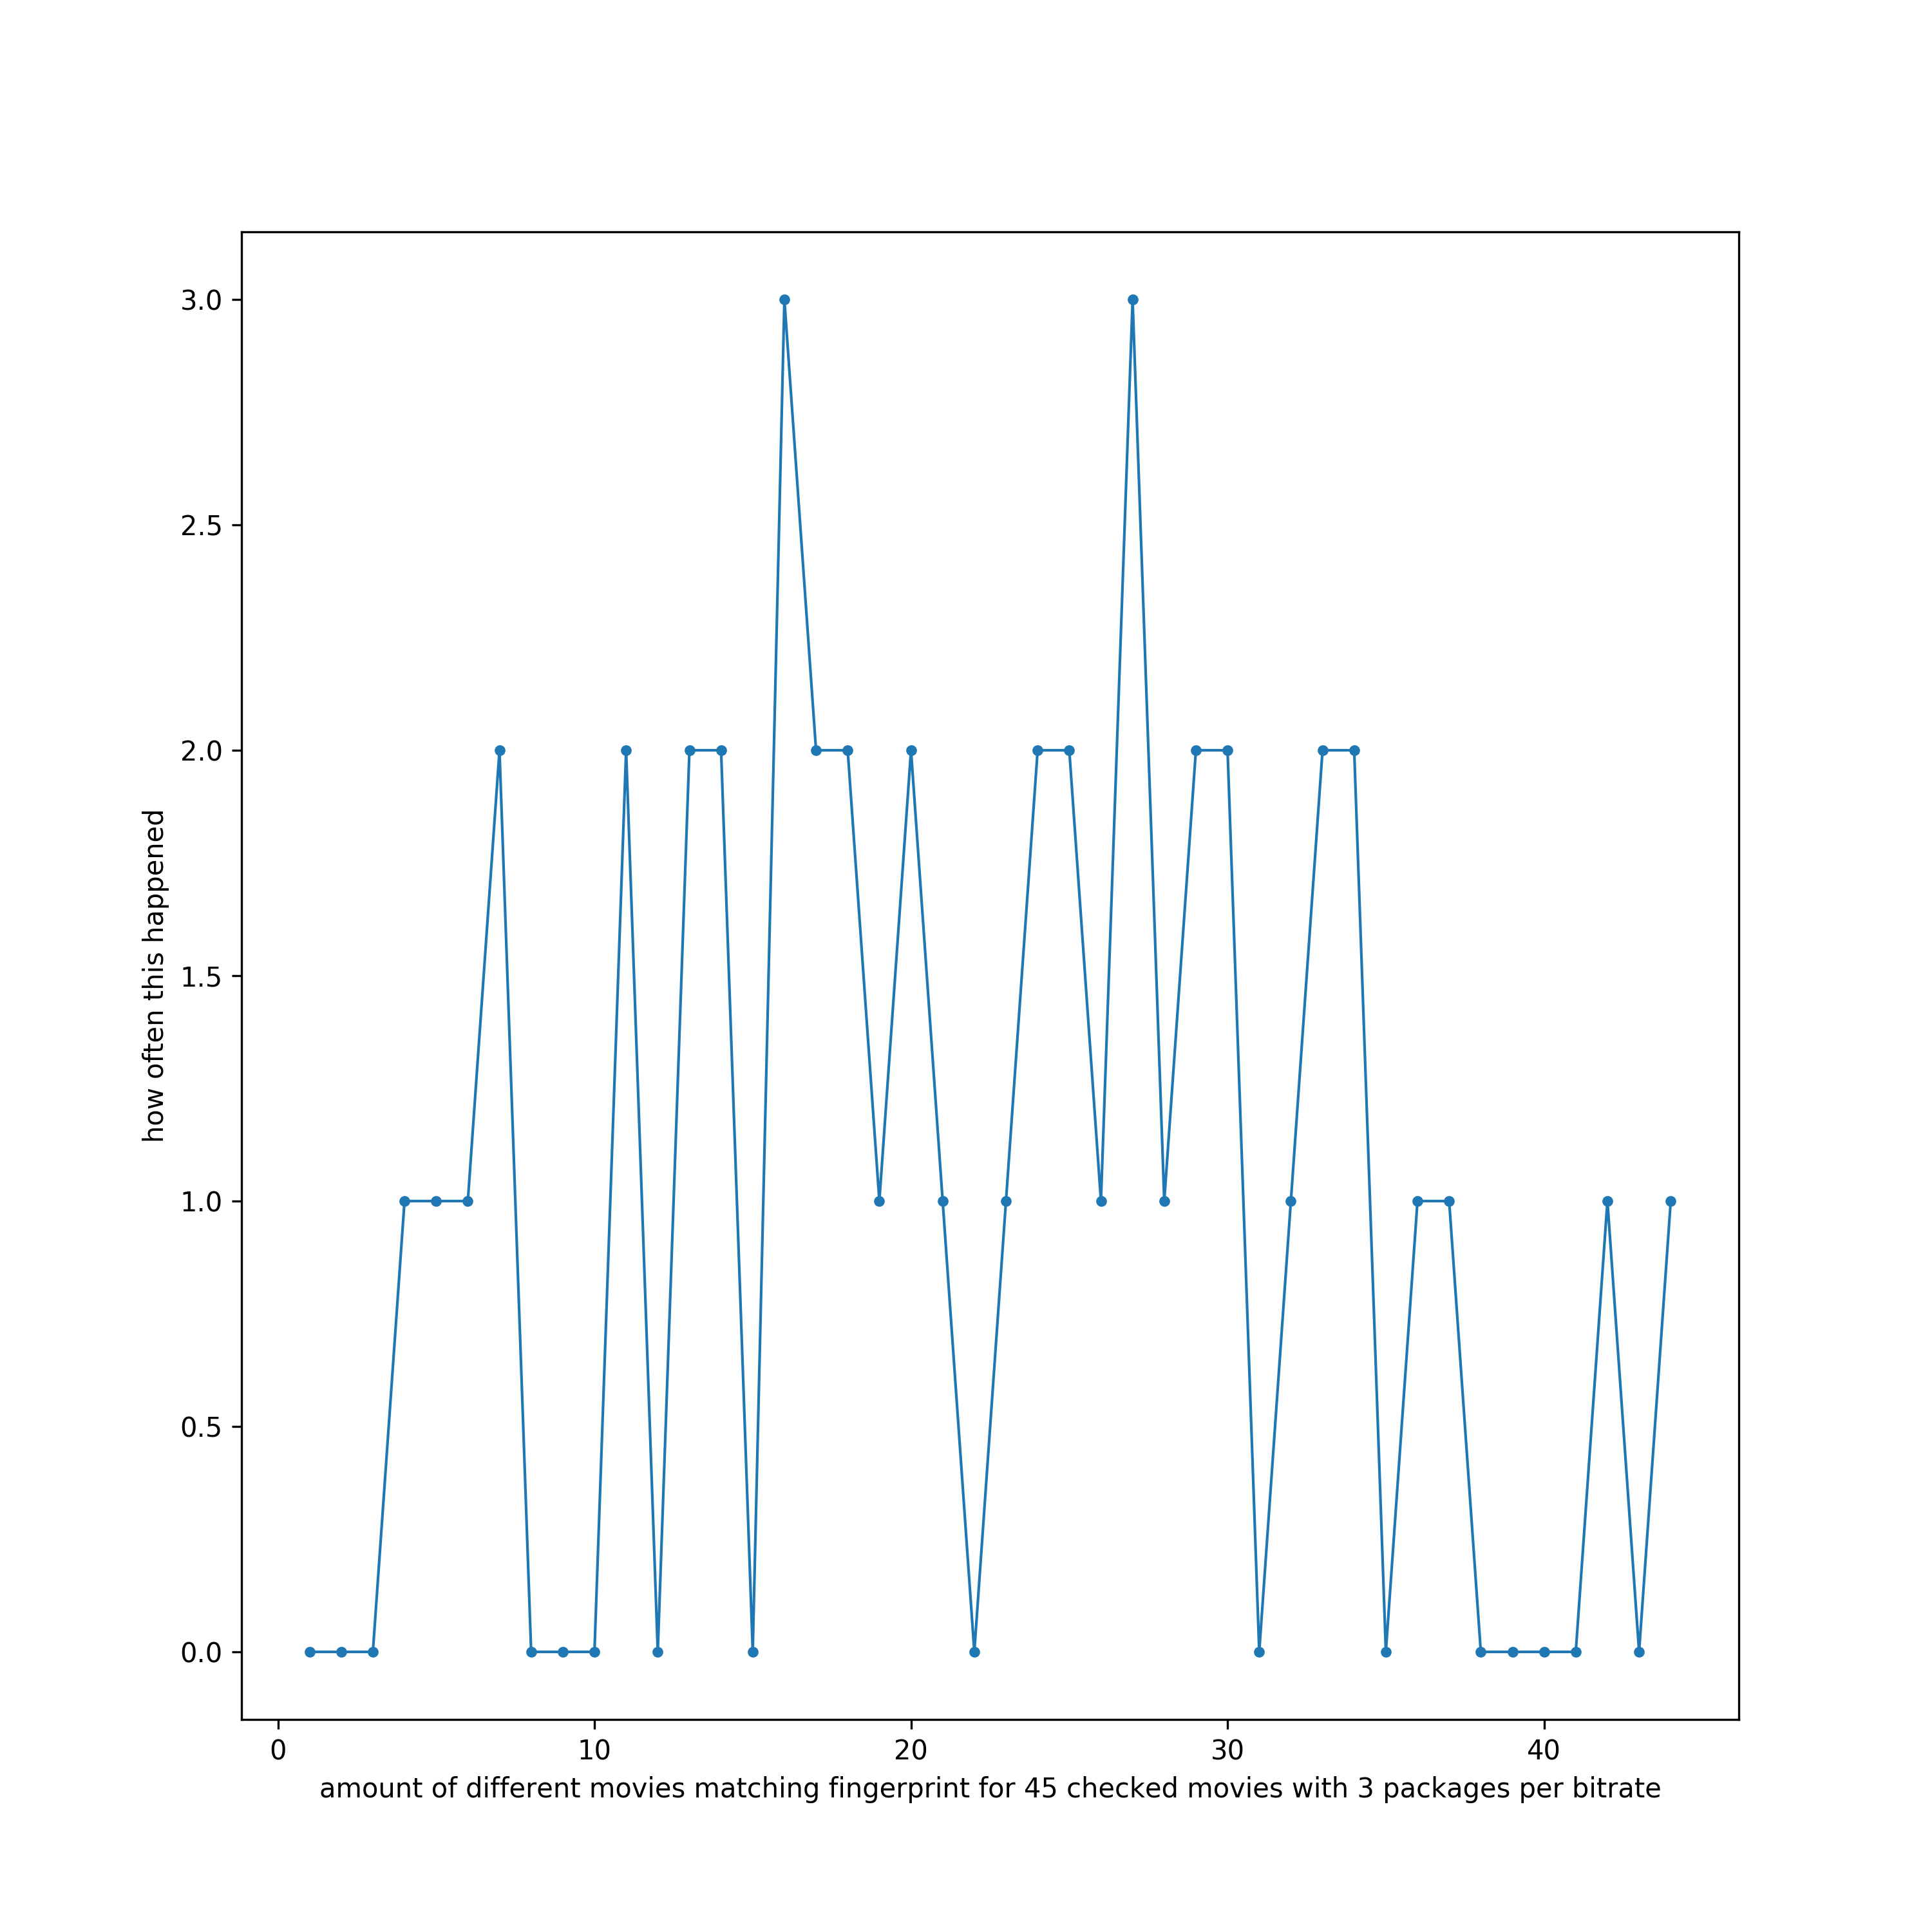 3.0
2.5
2.0
1.5
1.0
0.5
0.0
how often this happened
0 10 20 30 40
amount of different movies matching fingerprint for 45 checked movies with 3 packages per bitrate